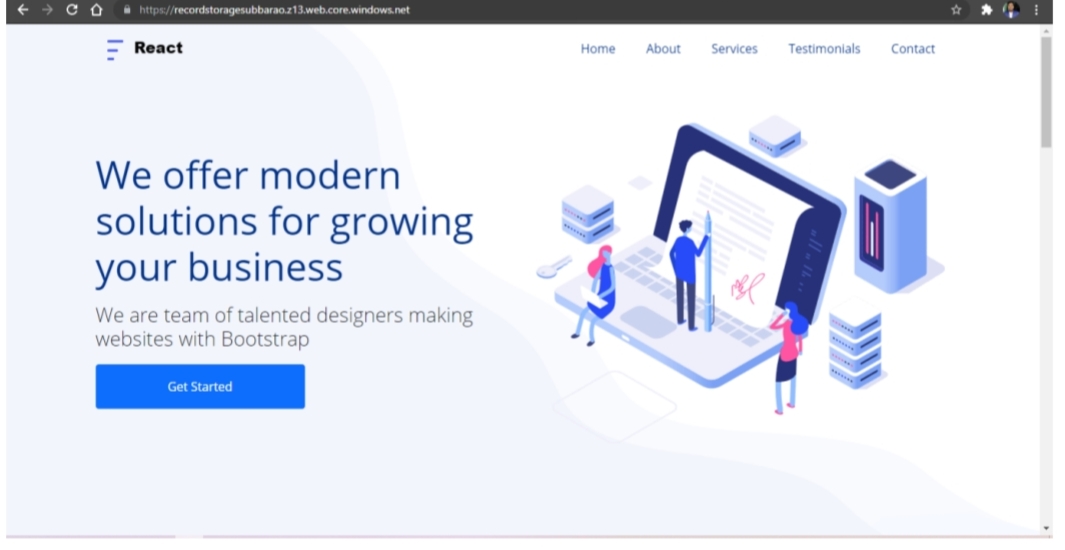 https://recordstoragesubbarao.z13.web.core.windows.net
React
Home About Services Testimonials Contact
We offer modern
solutions for growing
your business
We are team of talented designers making
websites with Bootstrap
Get Started